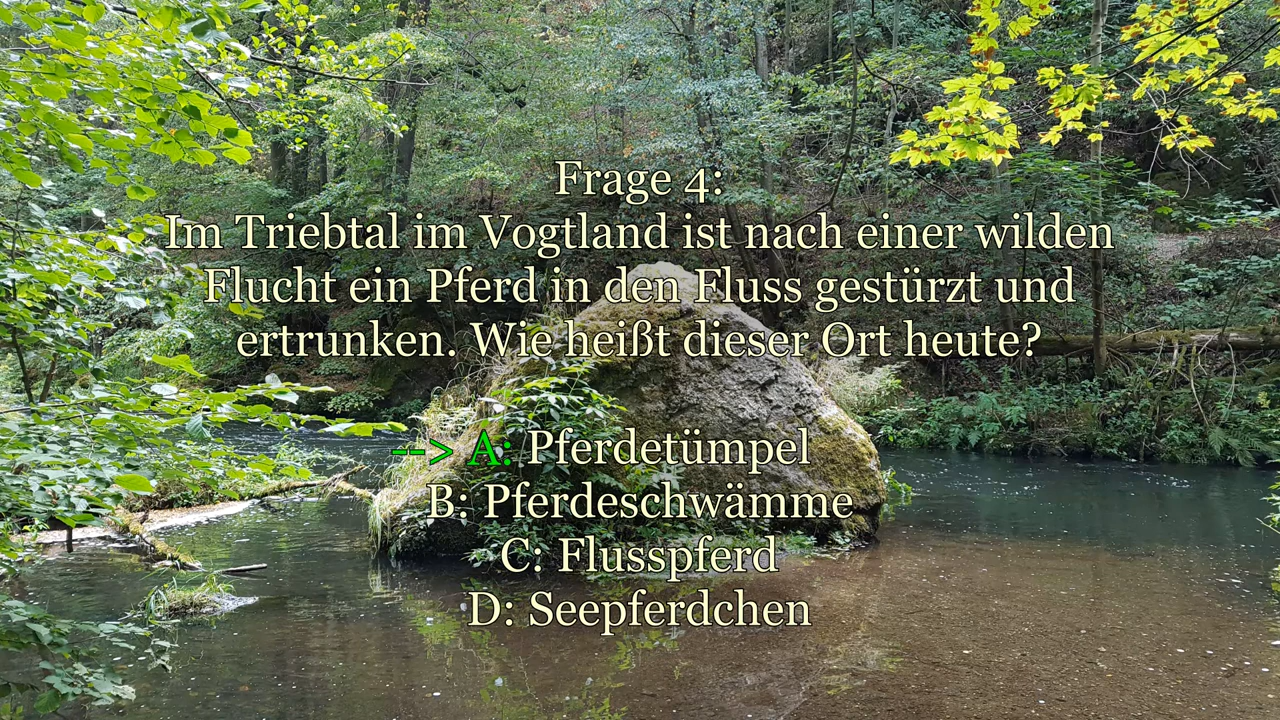 Frage 4:
Im Triebtal im Vogtland ist nach einer wilden
Flucht ein Pferd in den Fluss gestürzt und
ertrunken. Wie heißt dieser Ort heute?
--> A: Pferdetümpel
B: Pferdeschwämme
C: Flusspferd
D: Seepferdchen